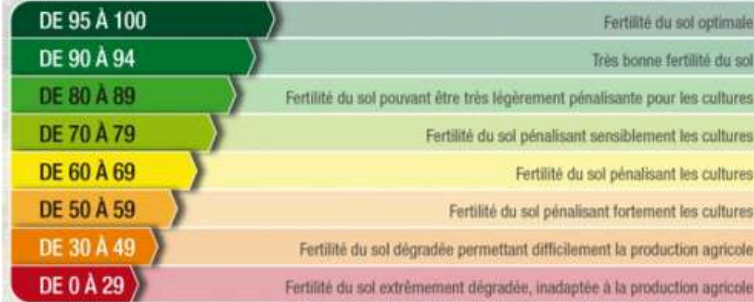 DE 95 À 100 Fertilité du sol optimale
DE 90 À 94 Très bonne fertilité du sol
DE 80 À 89 Fertilité du sol pouvant être très légèrement pénalisante pour les cultures
DE 70 À 79 Fertilité du sol pénalisant sensiblement les cultures
DE 60 À 69 Fertilité du sol pénalisant les cultures
DE 50 À 59 Fertilité du sol pénalisant fortement les cultures
DE 30 À 49 Fertilité du sol dégradée permettant difficilement la production agricole
DE 0 À 29 Fertilité du sol extrêmement dégradée, inadaptée à la production agricole